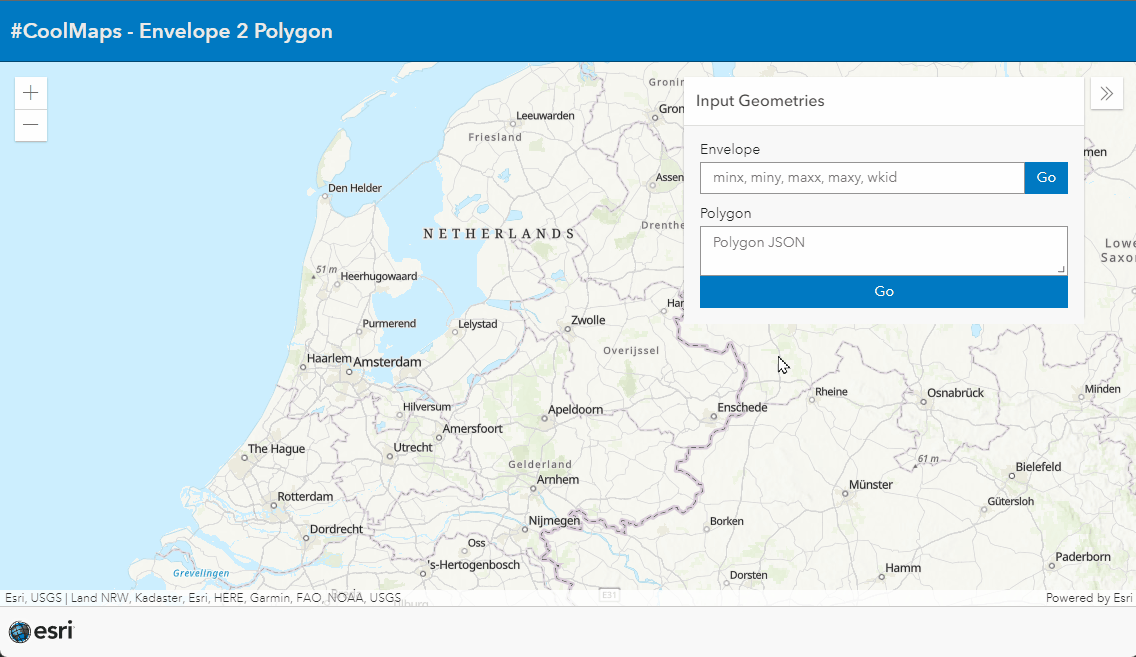 #CoolMaps - Envelope 2 Polygon
Input Geometries
Envelope
minx, miny, maxx, maxy, wkid
Go
Polygon
Polygon JSON
Go
Leeuwarden
Friesland
Den Helder
Assen
NETHERLANDS
Drenthe
Lowe
Saxon
51 m
Heerhugowaard
Purmerend
Lelystad
Zwolle
Haarlem
Amsterdam
Overijssel
Rheine
Osnabrück
Minden
Hilversum
Apeldoorn
Enschede
Amersfoort
The Hague
Utrecht
Gelderland
Arnhem
61 m
Bielefeld
Münster
Gütersloh
Rotterdam
Dordrecht
Nijmegen
Borken
Oss
's-Hertogenbosch
Grevelingen
Dorsten
Hamm
Paderborn
E31
Esri, USGS | Land NRW, Kadaster, Esri, HERE, Garmin, FAO, NOAA, USGS
Powered by Esri
esri